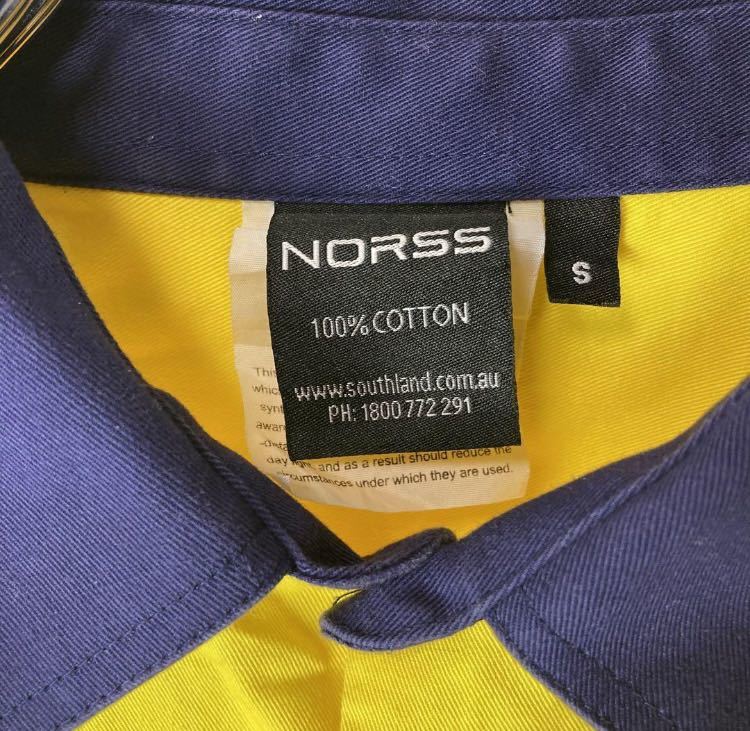 NORSS
S
100% COTTON
www.southland.com.au
PH: 1800 772 291
day and as a result should reduce the
circumstances under which they are used.